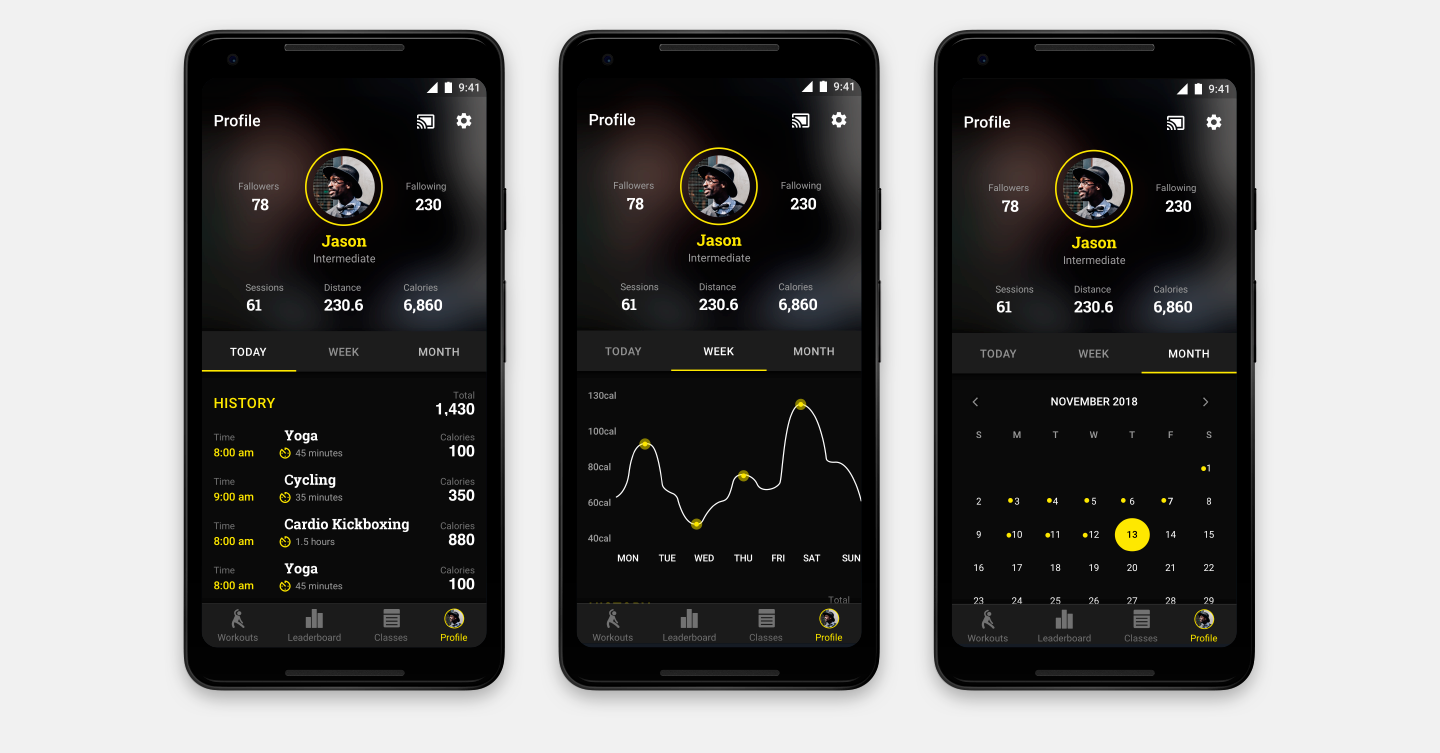 9:41
Profile
Fallowers
78
Fallowing
230
Jason
Intermediate
Sessions Distance Calories
61 230.6 6,860
TODAY WEEK MONTH
HISTORY
Total
1,430
Time Yoga Calories
8:00 am 45 minutes 100
Time Cycling Calories
9:00 am 35 minutes 350
Time Cardio Kickboxing Calories
8:00 am 1.5 hours 880
Time Yoga Calories
8:00 am 45 minutes 100
Workouts Leaderboard Classes Profile
9:41
Profile
Fallowers
78
Fallowing
230
Jason
Intermediate
Sessions Distance Calories
61 230.6 6,860
TODAY WEEK MONTH
130cal
100cal
80cal
60cal
40cal
MON TUE WED THU FRI SAT SUN
HISTORY Total
Workouts Leaderboard Classes Profile
9:41
Profile
Fallowers
78
Fallowing
230
Jason
Intermediate
Sessions Distance Calories
61 230.6 6,860
TODAY WEEK MONTH
NOVEMBER 2018
S M T W T F S
1
2 3 4 5 6 7 8
9 10 11 12 13 14 15
16 17 18 19 20 21 22
23 24 25 26 27 28 29
Workouts Leaderboard Classes Profile